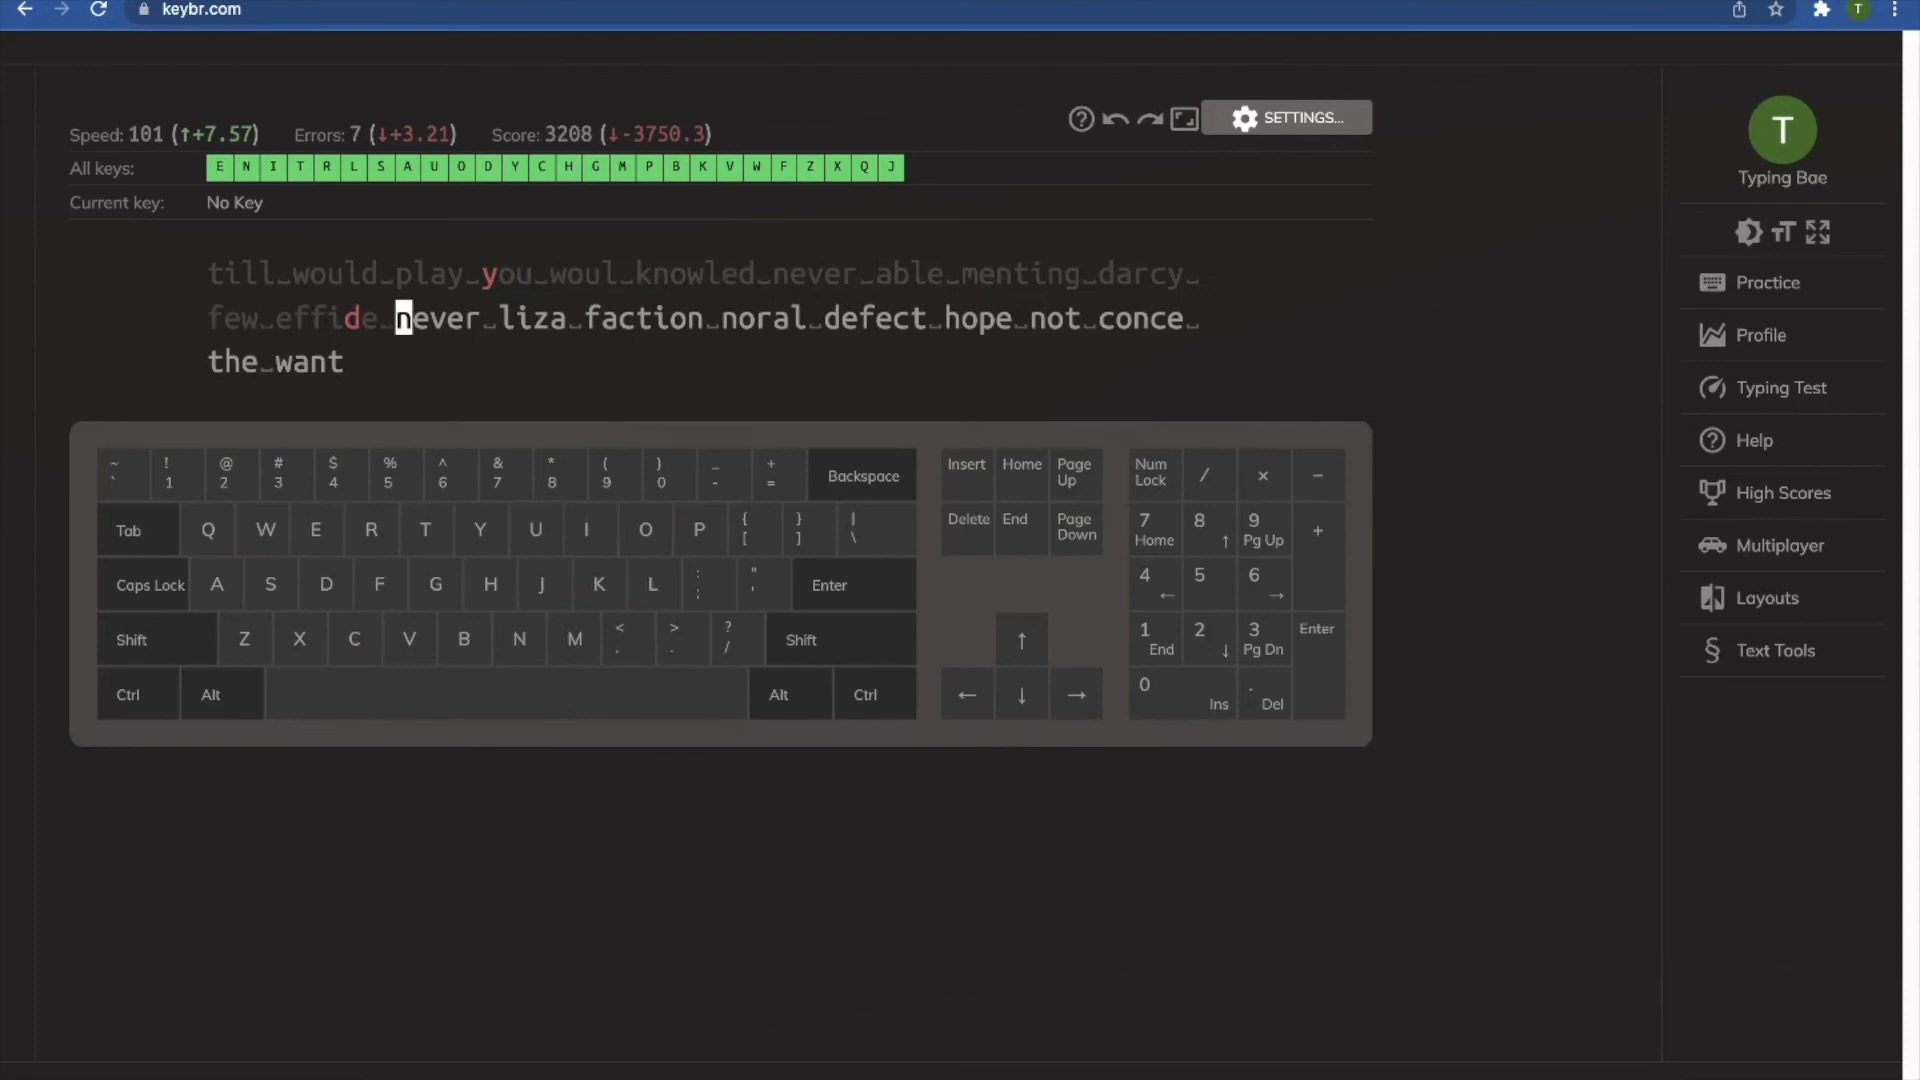 keybr.com
T
Speed: 101 (↑+7.57) Errors: 7 (↓+3.21) Score: 3208 (↓-3750.3)
SETTINGS...
All keys: E N I T R L S A U O D Y C H G M P B K V W F Z X Q J
Current key: No Key
till would play you woul knowled never able menting darcy
few effide never liza faction noral defect hope not conce
the want
~ ` ! 1 @ 2 # 3 $ 4 % 5 ^ 6 & 7 * 8 ( 9 ) 0 _ - + = Backspace
Tab Q W E R T Y U I O P { [ } ] | \
Caps Lock A S D F G H J K L : ; " ' Enter
Shift Z X C V B N M < , > . ? / Shift
Ctrl Alt Alt Ctrl
Insert Home Page Up
Delete End Page Down
↑
← ↓ →
Num Lock / × −
7 Home 8 ↑ 9 Pg Up +
4 ← 5 6 →
1 End 2 ↓ 3 Pg Dn Enter
0 Ins . Del
T
Typing Bae
Practice
Profile
Typing Test
Help
High Scores
Multiplayer
Layouts
§ Text Tools